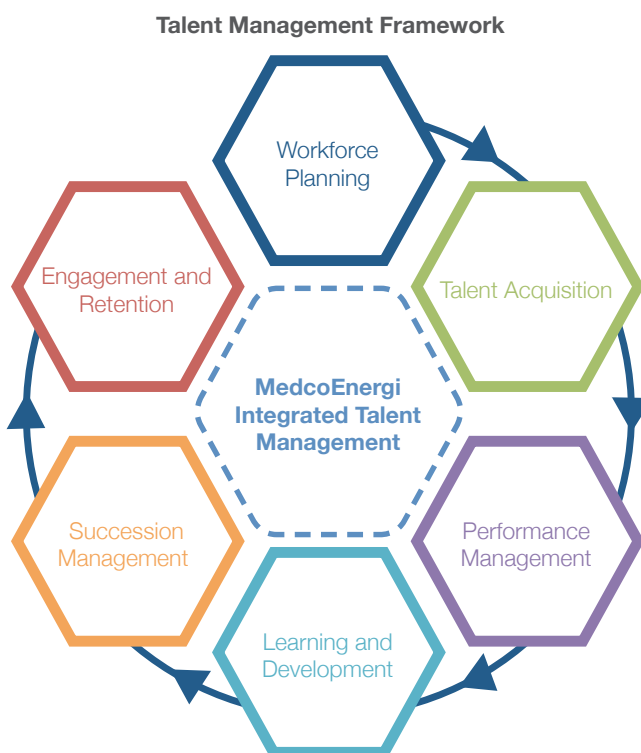 Talent Management Framework
Workforce
Planning
Talent Acquisition
Performance
Management
Learning and
Development
Succession
Management
Engagement and
Retention
MedcoEnergi
Integrated Talent
Management